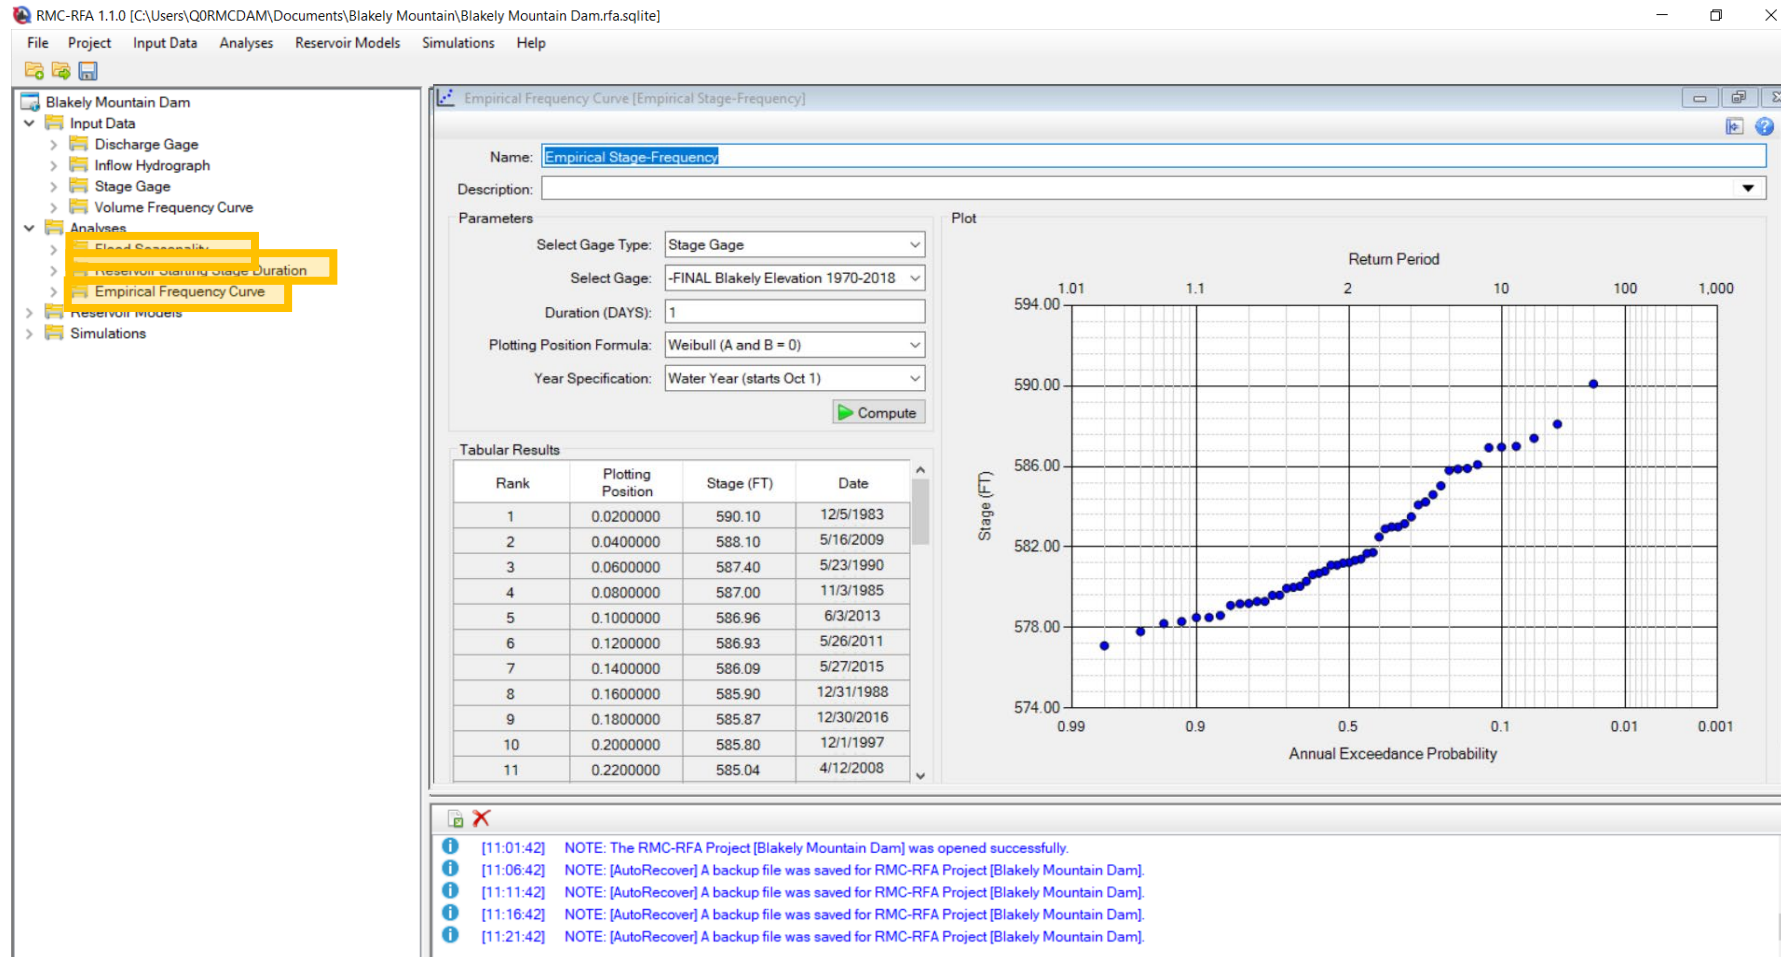 RMC-RFA 1.1.0 [C:\Users\Q0RMCDAM\Documents\Blakely Mountain\Blakely Mountain Dam.rfa.sqlite]
File Project Input Data Analyses Reservoir Models Simulations Help
Blakely Mountain Dam
Input Data
Discharge Gage
Inflow Hydrograph
Stage Gage
Volume Frequency Curve
Analyses
Flood Seasonality
Reservoir Starting Stage Duration
Empirical Frequency Curve
Reservoir Models
Simulations
Empirical Frequency Curve [Empirical Stage-Frequency]
Name: Empirical Stage-Frequency
Description:
Parameters
Select Gage Type: Stage Gage
Select Gage: -FINAL Blakely Elevation 1970-2018
Duration (DAYS): 1
Plotting Position Formula: Weibull (A and B = 0)
Year Specification: Water Year (starts Oct 1)
Compute
Tabular Results
Rank Plotting Position Stage (FT) Date
1 0.0200000 590.10 12/5/1983
2 0.0400000 588.10 5/16/2009
3 0.0600000 587.40 5/23/1990
4 0.0800000 587.00 11/3/1985
5 0.1000000 586.96 6/3/2013
6 0.1200000 586.93 5/26/2011
7 0.1400000 586.09 5/27/2015
8 0.1600000 585.90 12/31/1988
9 0.1800000 585.87 12/30/2016
10 0.2000000 585.80 12/1/1997
11 0.2200000 585.04 4/12/2008
Plot
Return Period
1.01 1.1 2 10 100 1,000
594.00
590.00
586.00
582.00
578.00
574.00
Stage (FT)
0.99 0.9 0.5 0.1 0.01 0.001
Annual Exceedance Probability
[11:01:42] NOTE: The RMC-RFA Project [Blakely Mountain Dam] was opened successfully.
[11:06:42] NOTE: [AutoRecover] A backup file was saved for RMC-RFA Project [Blakely Mountain Dam].
[11:11:42] NOTE: [AutoRecover] A backup file was saved for RMC-RFA Project [Blakely Mountain Dam].
[11:16:42] NOTE: [AutoRecover] A backup file was saved for RMC-RFA Project [Blakely Mountain Dam].
[11:21:42] NOTE: [AutoRecover] A backup file was saved for RMC-RFA Project [Blakely Mountain Dam].